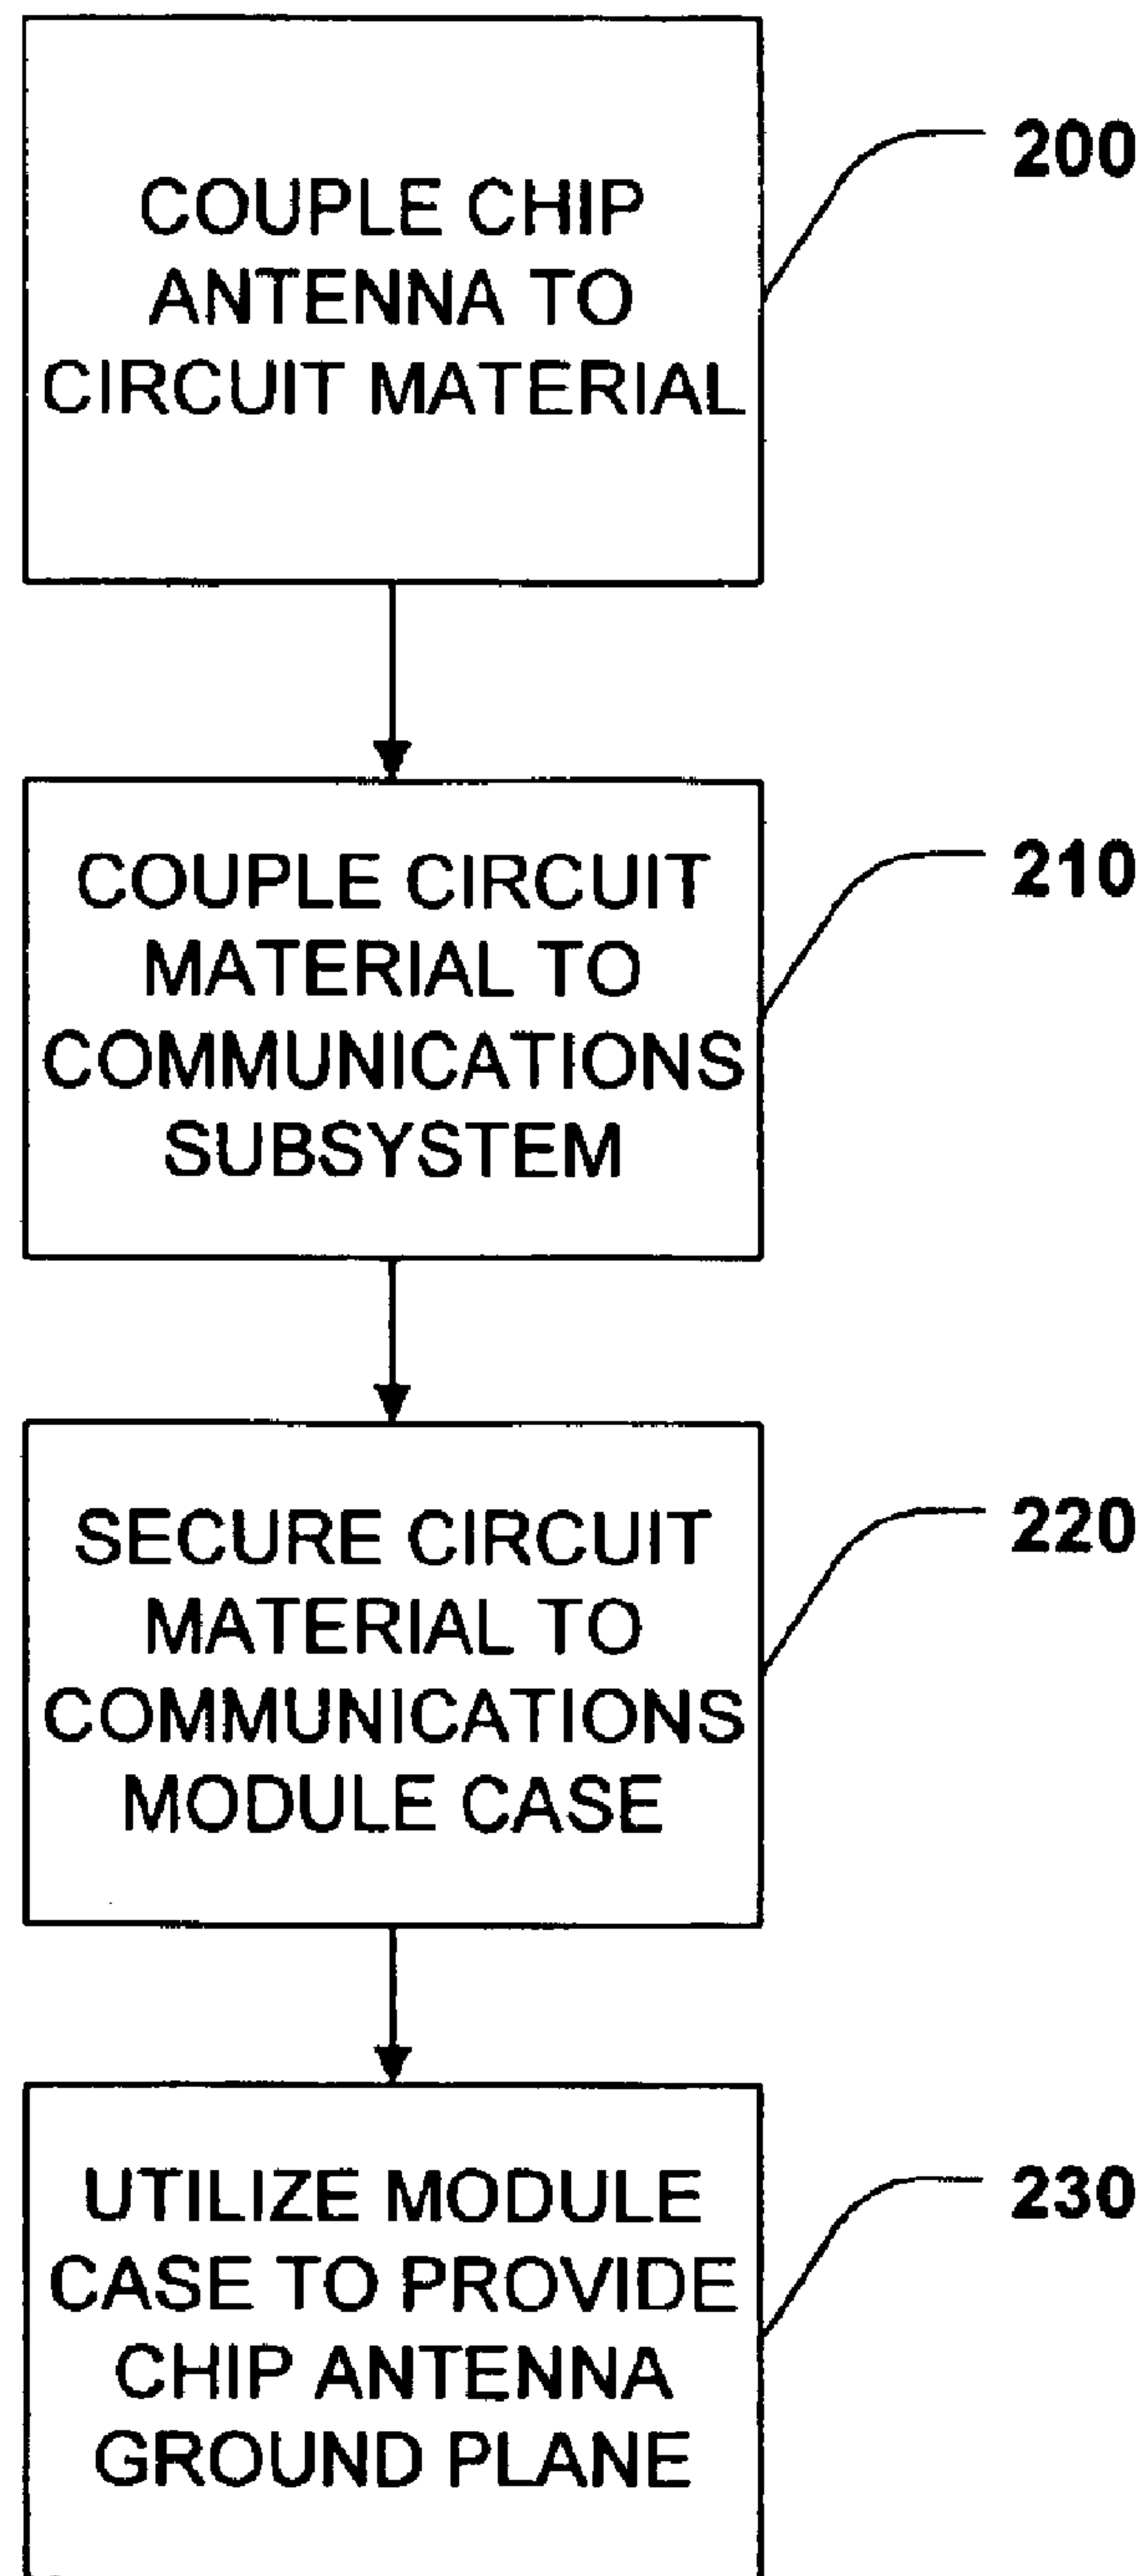 COUPLE CHIP
ANTENNA TO
CIRCUIT MATERIAL
200
COUPLE CIRCUIT
MATERIAL TO
COMMUNICATIONS
SUBSYSTEM
210
SECURE CIRCUIT
MATERIAL TO
COMMUNICATIONS
MODULE CASE
220
UTILIZE MODULE
CASE TO PROVIDE
CHIP ANTENNA
GROUND PLANE
230